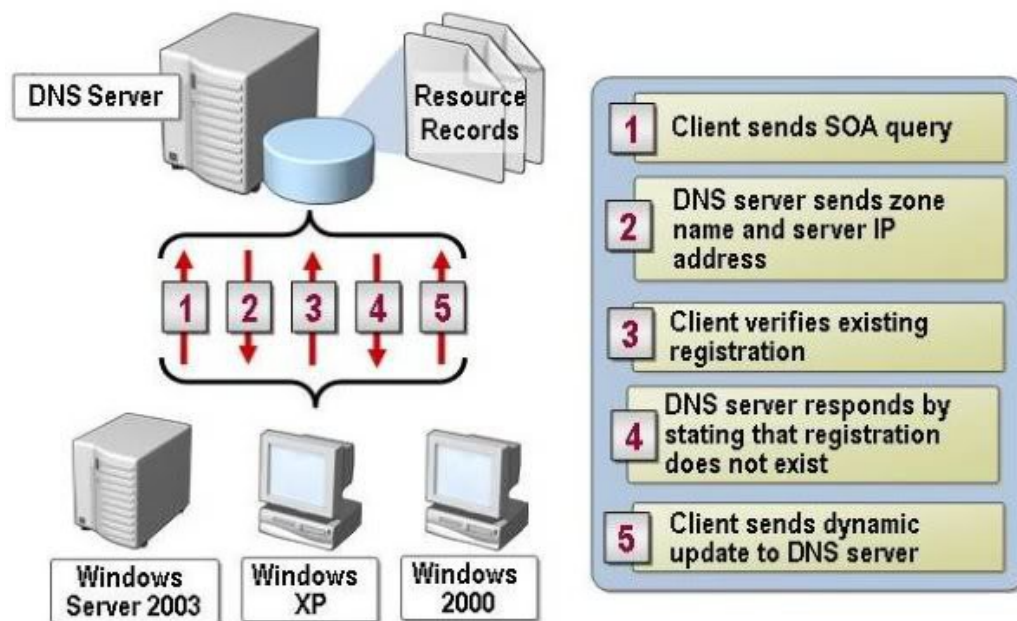 DNS Server
Resource
Records
1
2
3
4
5
Windows
Server 2003
Windows
XP
Windows
2000
1
Client sends SOA query
2
DNS server sends zone
name and server IP
address
3
Client verifies existing
registration
4
DNS server responds by
stating that registration
does not exist
5
Client sends dynamic
update to DNS server